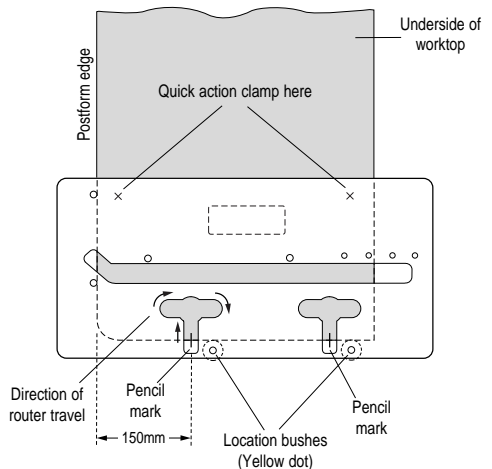 Underside of
worktop
Postform edge
Quick action clamp here
Direction of
router travel
Pencil
mark
150mm
Location bushes
(Yellow dot)
Pencil
mark